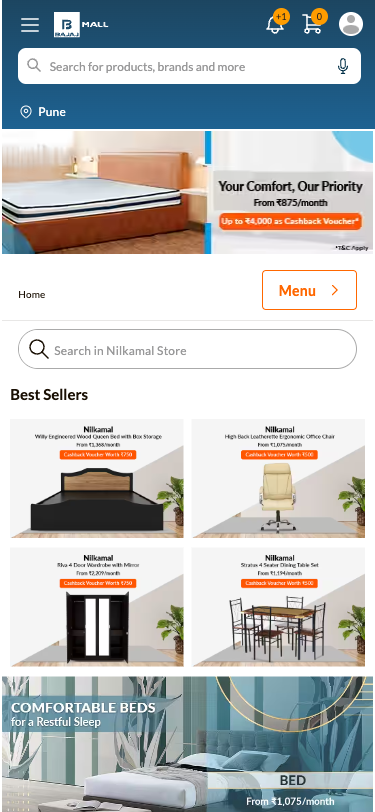 +1
0
B
BAJAJ
MALL
Search for products, brands and more
Pune
Your Comfort, Our Priority
From ₹875/month
Up to ₹4,000 as Cashback Voucher*
*T&C Apply
Home
Menu
Search in Nilkamal Store
Best Sellers
Nilkamal
Willy Engineered Wood Queen Bed with Box Storage
From ₹1,368/month
Cashback Voucher Worth ₹750
Nilkamal
High Back Leatherette Ergonomic Office Chair
From ₹1,075/month
Cashback Voucher Worth ₹500
Nilkamal
Riva 4 Door Wardrobe with Mirror
From ₹2,209/month
Cashback Voucher Worth ₹750
Nilkamal
Stratus 4 Seater Dining Table Set
From ₹1,194/month
Cashback Voucher Worth ₹500
COMFORTABLE BEDS
for a Restful Sleep
BED
From ₹1,075/month